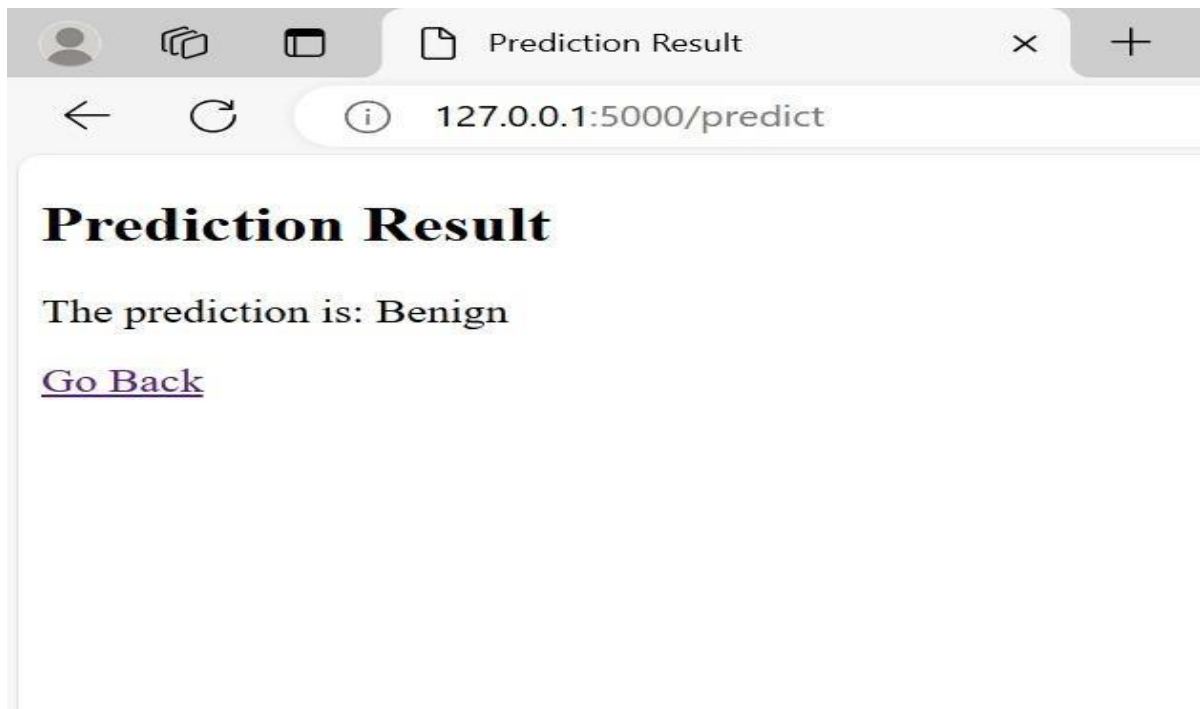 Prediction Result
127.0.0.1:5000/predict
Prediction Result
The prediction is: Benign
Go Back